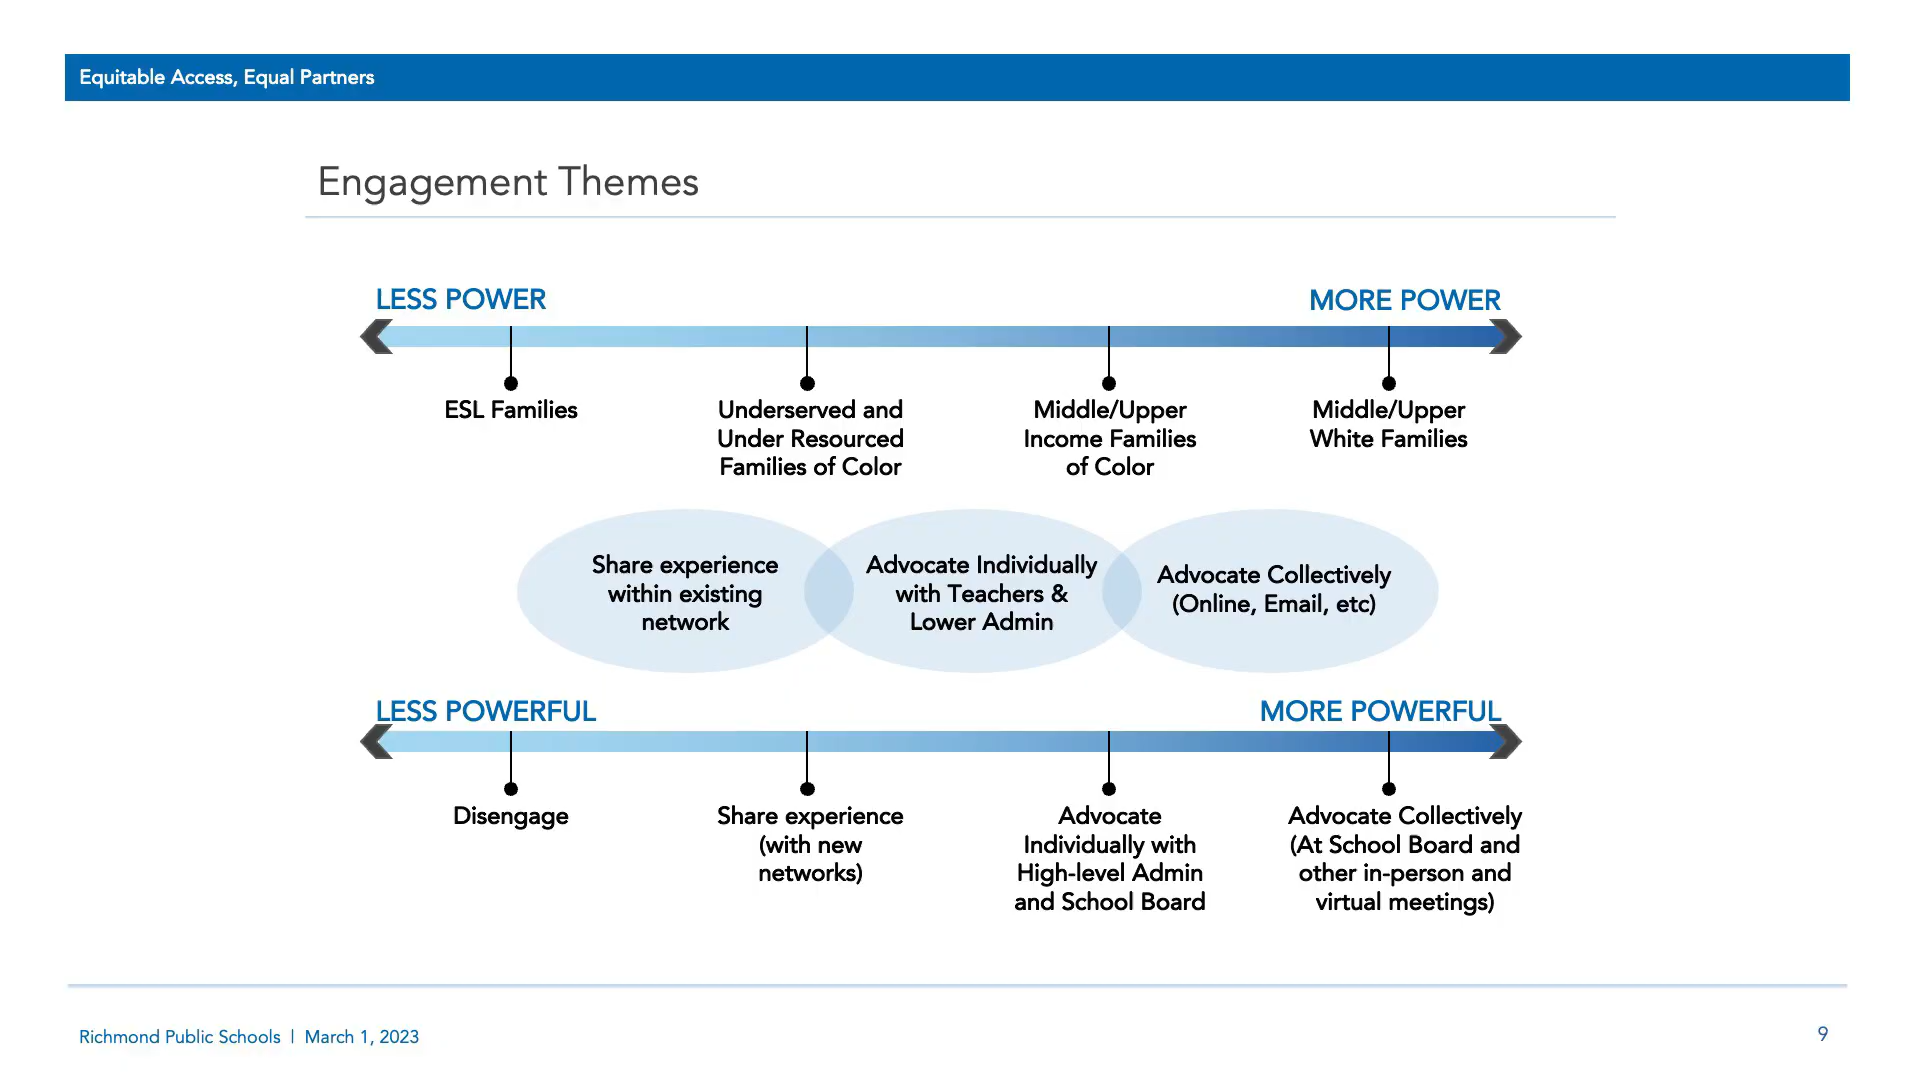 Equitable Access, Equal Partners
Engagement Themes
LESS POWER
MORE POWER
ESL Families
Underserved and
Under Resourced
Families of Color
Middle/Upper
Income Families
of Color
Middle/Upper
White Families
Share experience
within existing
network
Advocate Individually
with Teachers &
Lower Admin
Advocate Collectively
(Online, Email, etc)
LESS POWERFUL
MORE POWERFUL
Disengage
Share experience
(with new
networks)
Advocate
Individually with
High-level Admin
and School Board
Advocate Collectively
(At School Board and
other in-person and
virtual meetings)
Richmond Public Schools | March 1, 2023
9